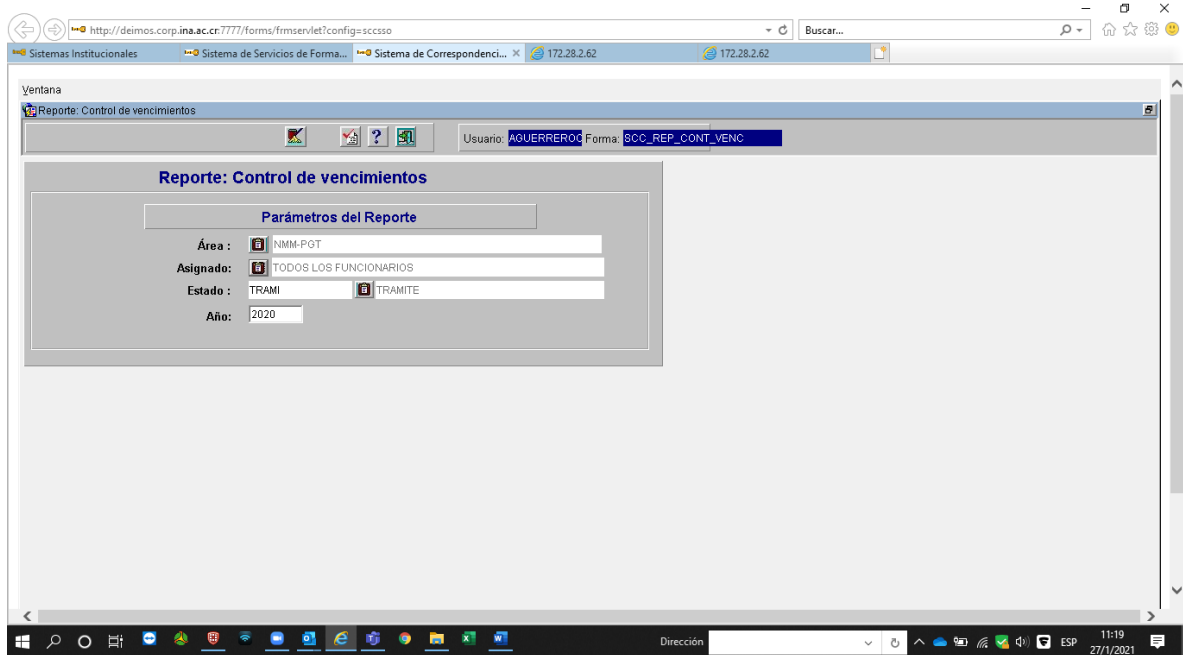 http://deimos.corp.ina.ac.cr:7777/forms/frmservlet?config=sccsso
Buscar...
Sistemas Institucionales
Sistema de Servicios de Forma...
Sistema de Correspondenci...
172.28.2.62
172.28.2.62
Ventana
Reporte: Control de vencimientos
Usuario: AGUERREROC Forma: SCC_REP_CONT_VENC
Reporte: Control de vencimientos
Parámetros del Reporte
Área : NMM-PGT
Asignado: TODOS LOS FUNCIONARIOS
Estado : TRAMI TRAMITE
Año: 2020
Dirección
ESP
11:19
27/1/2021